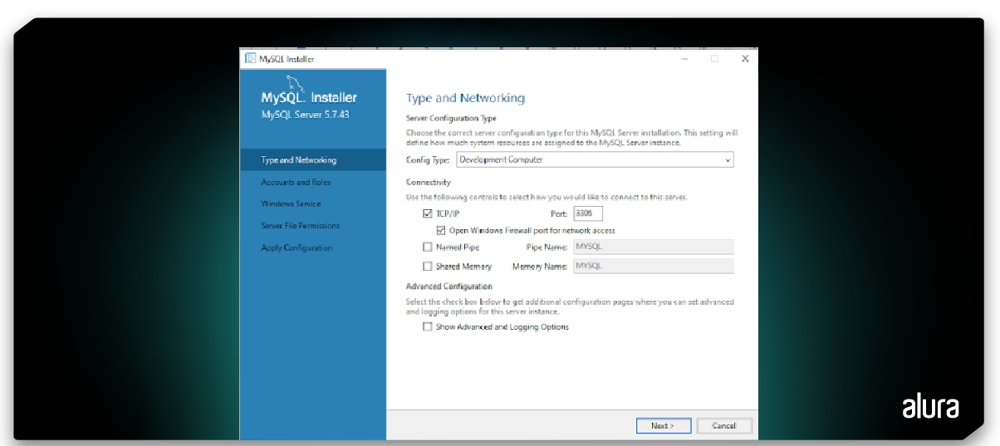 MySQL Installer
MySQL. Installer
MySQL Server 5.7.43
Type and Networking
Accounts and Roles
Windows Service
Server File Permissions
Apply Configuration
Type and Networking
Server Configuration Type
Choose the correct server configuration type for this MySQL Server installation. This setting will
define how much system resources are assigned to the MySQL Server instance.
Config Type: Development Computer
Connectivity
Use the following controls to select how you would like to connect to this server.
TCP/IP Port: 3306
Open Windows Firewall port for network access
Named Pipe Pipe Name: MYSQL
Shared Memory Memory Name: MYSQL
Advanced Configuration
Select the check box below to get additional configuration pages where you can set advanced
and logging options for this server instance.
Show Advanced and Logging Options
Next > Cancel
alura